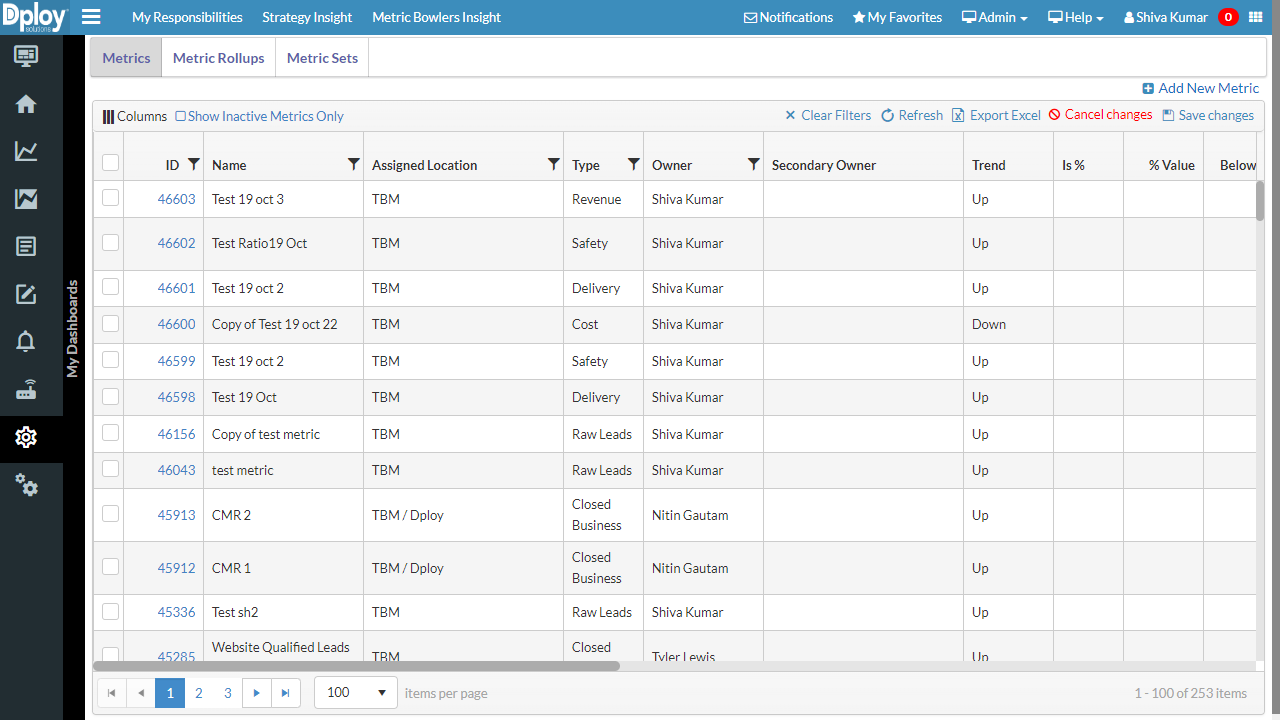 Dploy
solutions
My Responsibilities Strategy Insight Metric Bowlers Insight Notifications My Favorites Admin Help Shiva Kumar 0
Metrics Metric Rollups Metric Sets
Add New Metric
Columns Show Inactive Metrics Only Clear Filters Refresh Export Excel Cancel changes Save changes
ID Name Assigned Location Type Owner Secondary Owner Trend Is % % Value Below
46603 Test 19 oct 3 TBM Revenue Shiva Kumar Up
46602 Test Ratio19 Oct TBM Safety Shiva Kumar Up
46601 Test 19 oct 2 TBM Delivery Shiva Kumar Up
46600 Copy of Test 19 oct 22 TBM Cost Shiva Kumar Down
46599 Test 19 oct 2 TBM Safety Shiva Kumar Up
46598 Test 19 Oct TBM Delivery Shiva Kumar Up
46156 Copy of test metric TBM Raw Leads Shiva Kumar Up
46043 test metric TBM Raw Leads Shiva Kumar Up
45913 CMR 2 TBM / Dploy Closed Business Nitin Gautam Up
45912 CMR 1 TBM / Dploy Closed Business Nitin Gautam Up
45336 Test sh2 TBM Raw Leads Shiva Kumar Up
45285 Website Qualified Leads TBM Closed Tyler Lewis Up
My Dashboards
1 2 3 100 items per page 1 - 100 of 253 items